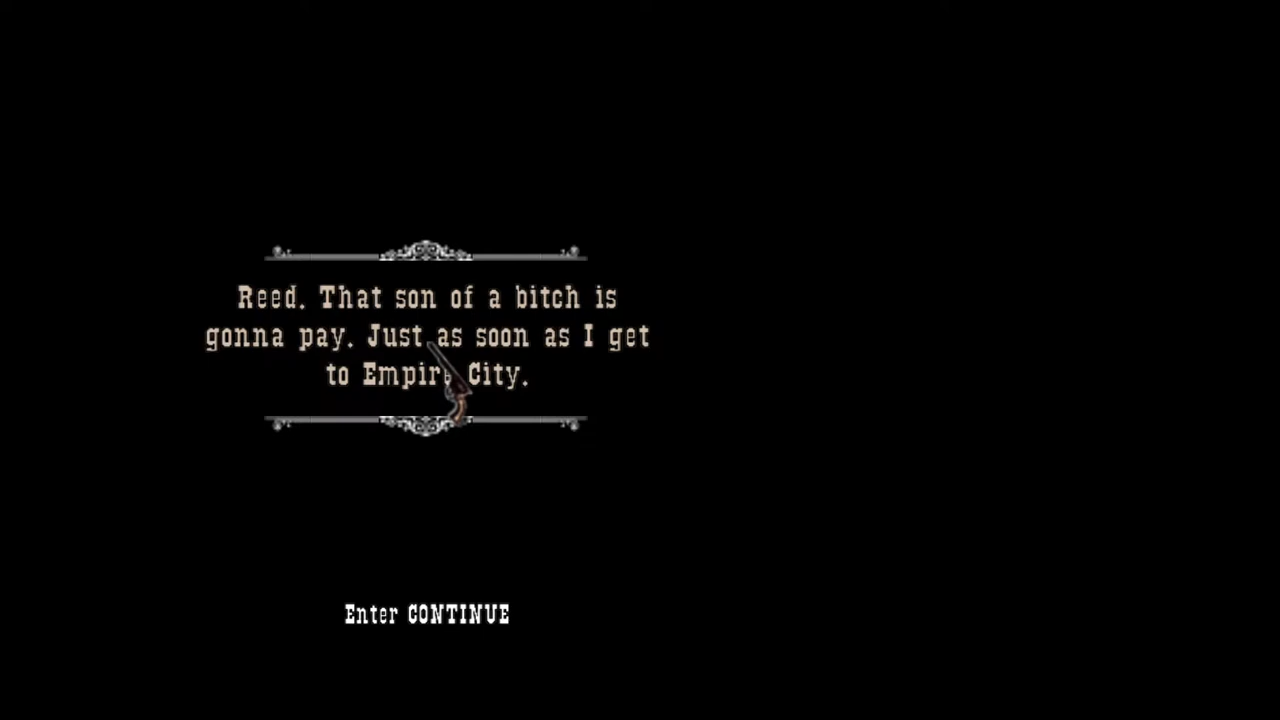 Reed. That son of a bitch is
gonna pay. Just as soon as I get
to Empire City.
Enter CONTINUE